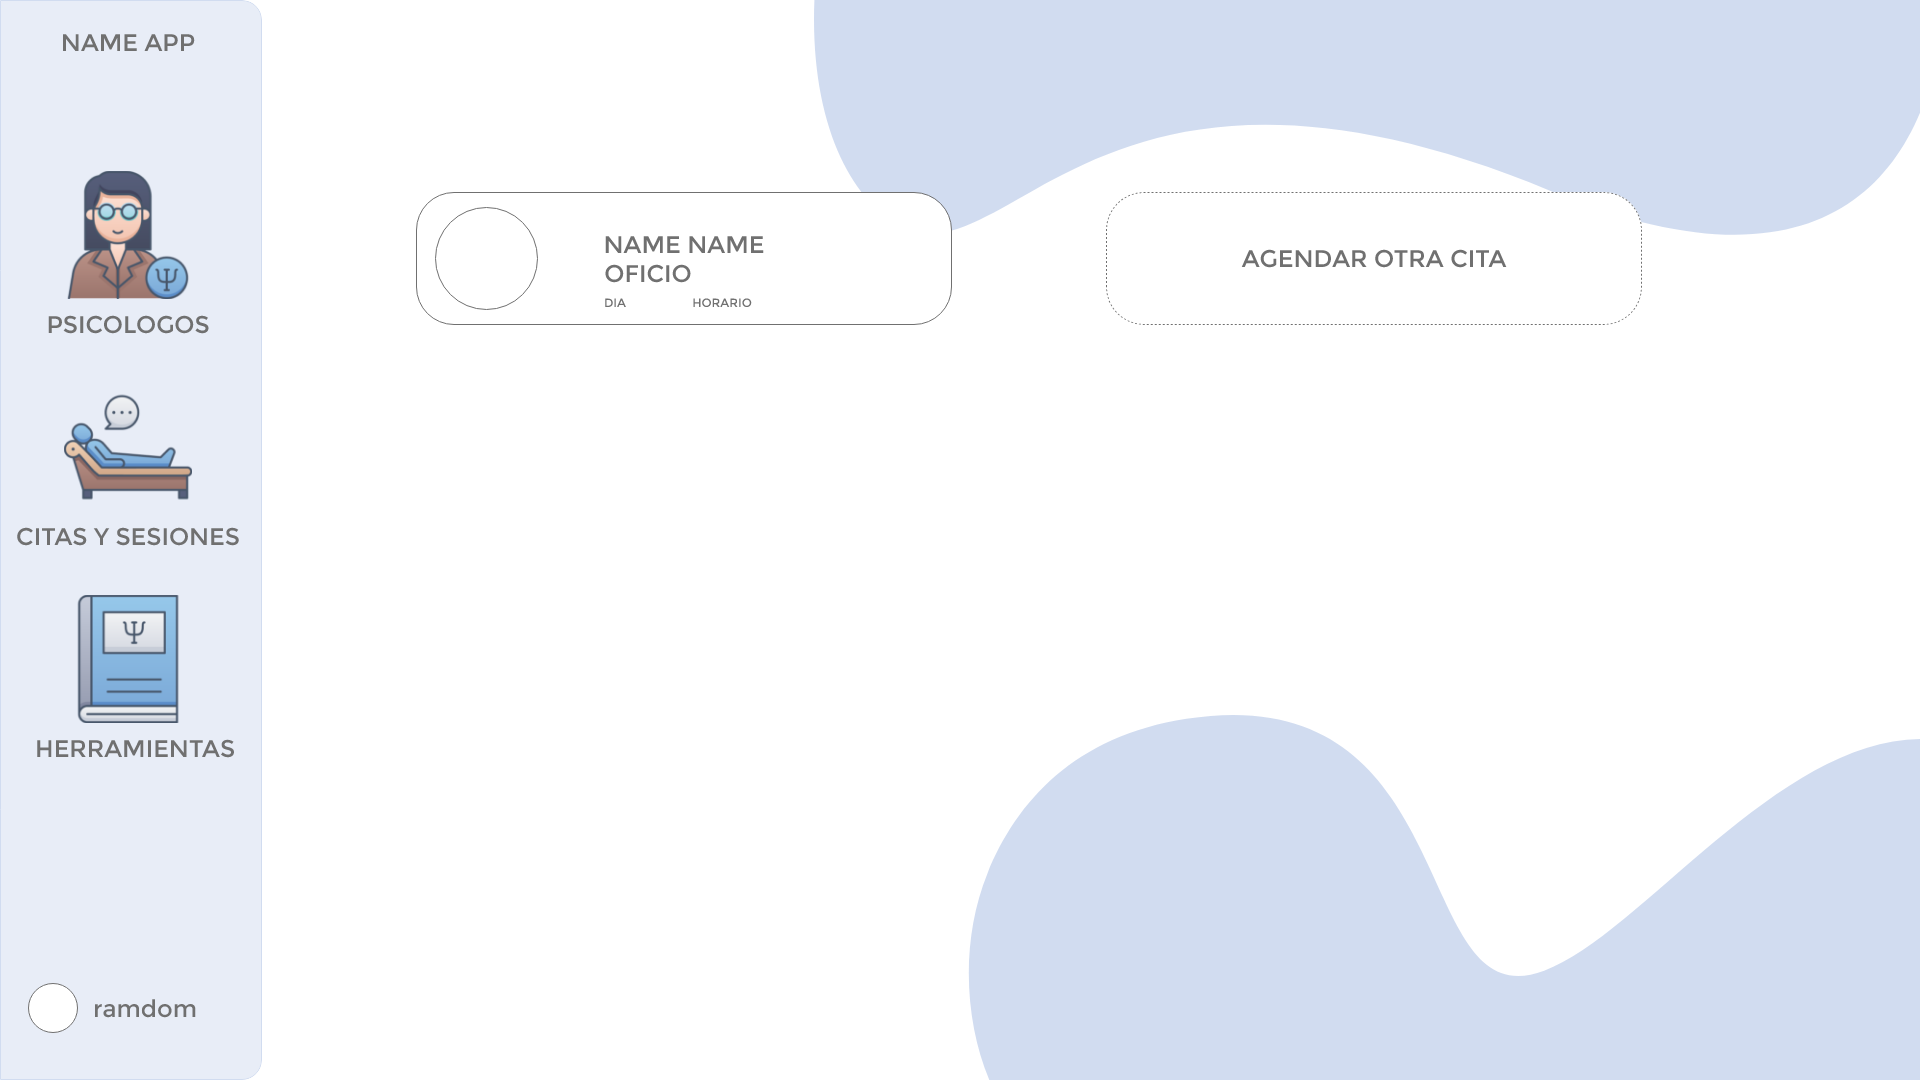 NAME APP
PSICOLOGOS
CITAS Y SESIONES
HERRAMIENTAS
ramdom
NAME NAME
OFICIO
DIA HORARIO
AGENDAR OTRA CITA